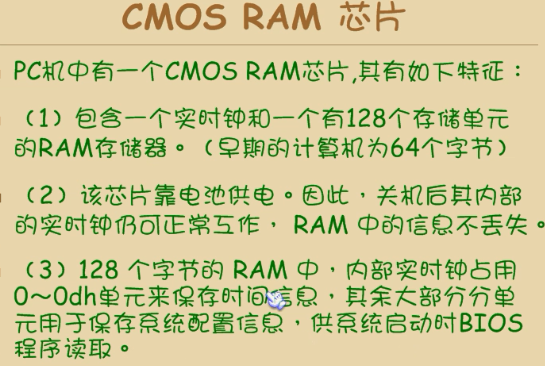 CMOS RAM 芯片
PC机中有一个CMOS RAM芯片,其有如下特征：
（1）包含一个实时钟和一个有128个存储单元
的RAM存储器。（早期的计算机为64个字节）
（2）该芯片靠电池供电。因此，关机后其内部
的实时钟仍可正常工作， RAM 中的信息不丢失。
（3）128 个字节的 RAM 中，内部实时钟占用
0～0dh单元来保存时间信息，其余大部分分单
元用于保存系统配置信息，供系统启动时BIOS
程序读取。